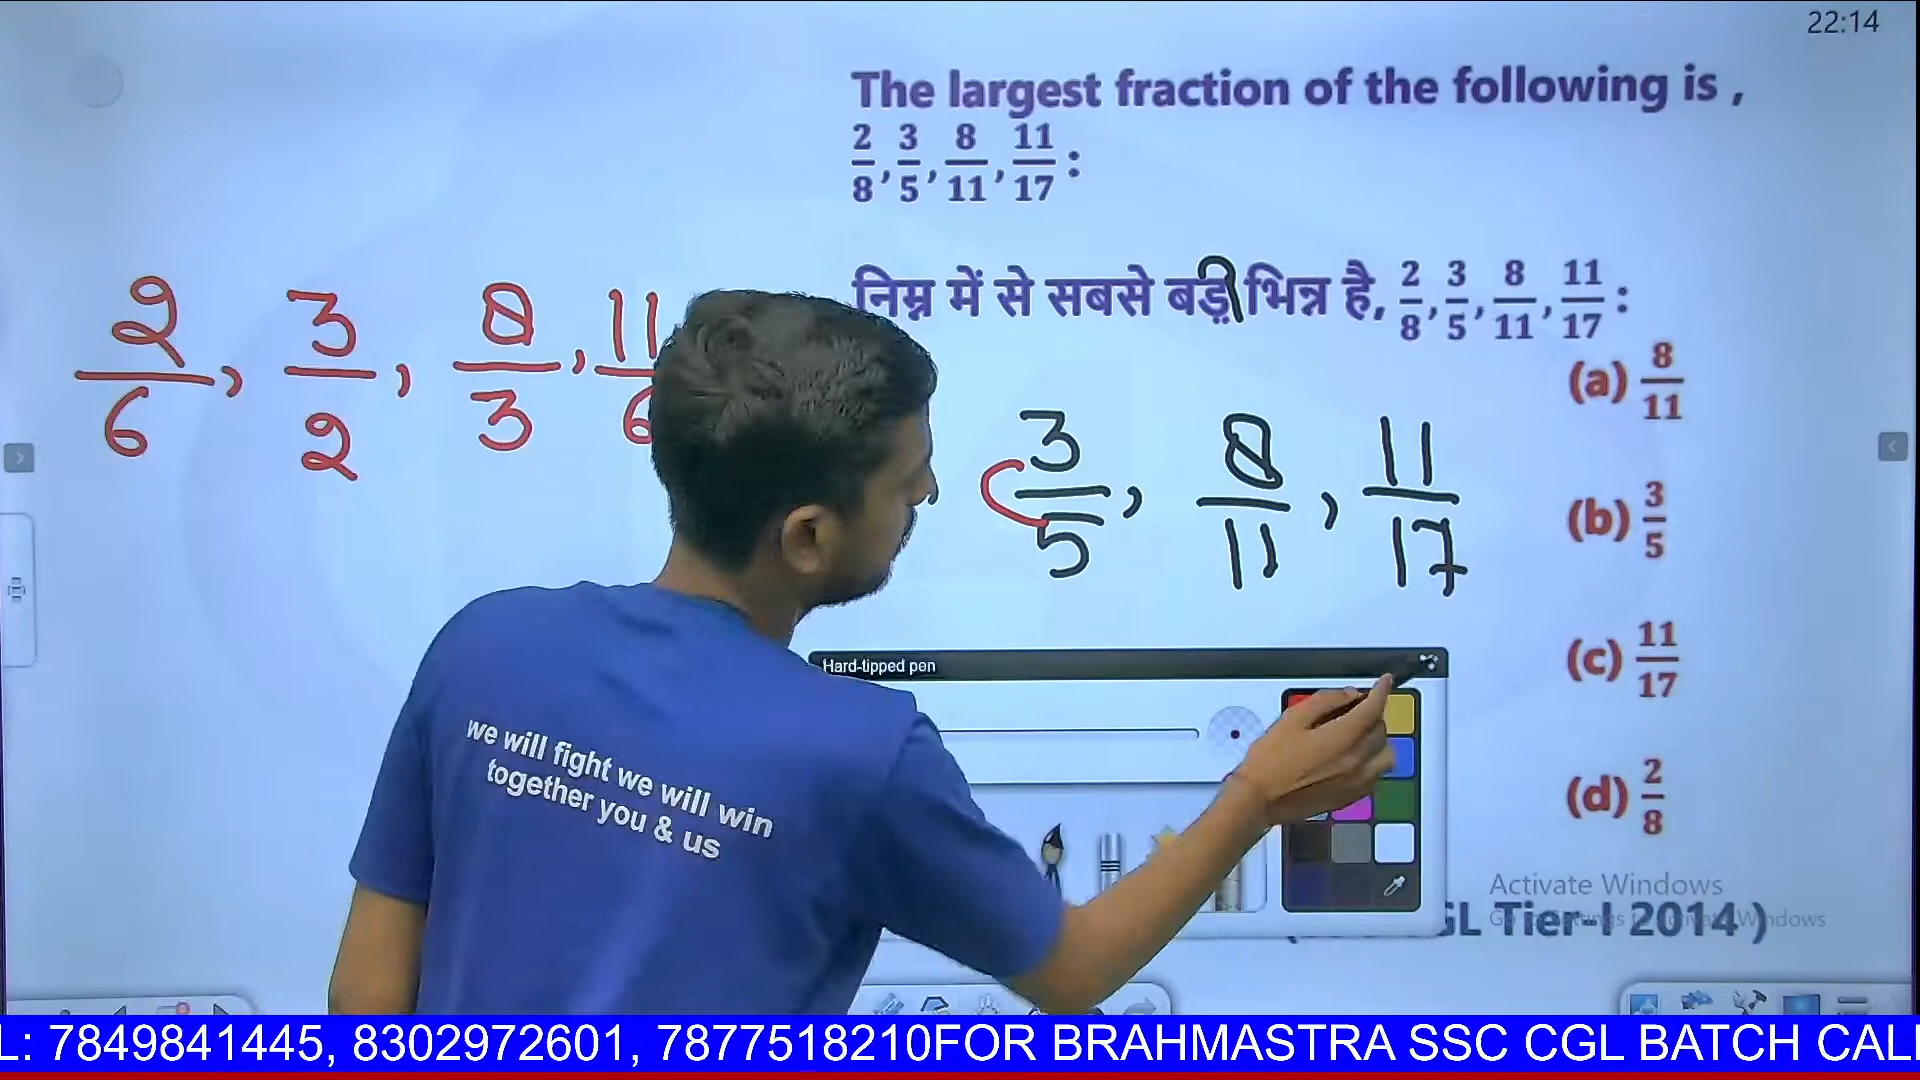 22:14
The largest fraction of the following is ,
2/8, 3/5, 8/11, 11/17 :
निम्न में से सबसे बड़ी भिन्न है, 2/8, 3/5, 8/11, 11/17 :
(a) 8/11
2/6, 3/2, 8/3, 11/6
3/5, 8/11, 11/17
(b) 3/5
(c) 11/17
Hard-tipped pen
we will fight we will win
together you & us
(d) 2/8
Activate Windows
GL Tier-I 2014 )
L: 7849841445, 8302972601, 7877518210FOR BRAHMASTRA SSC CGL BATCH CALL